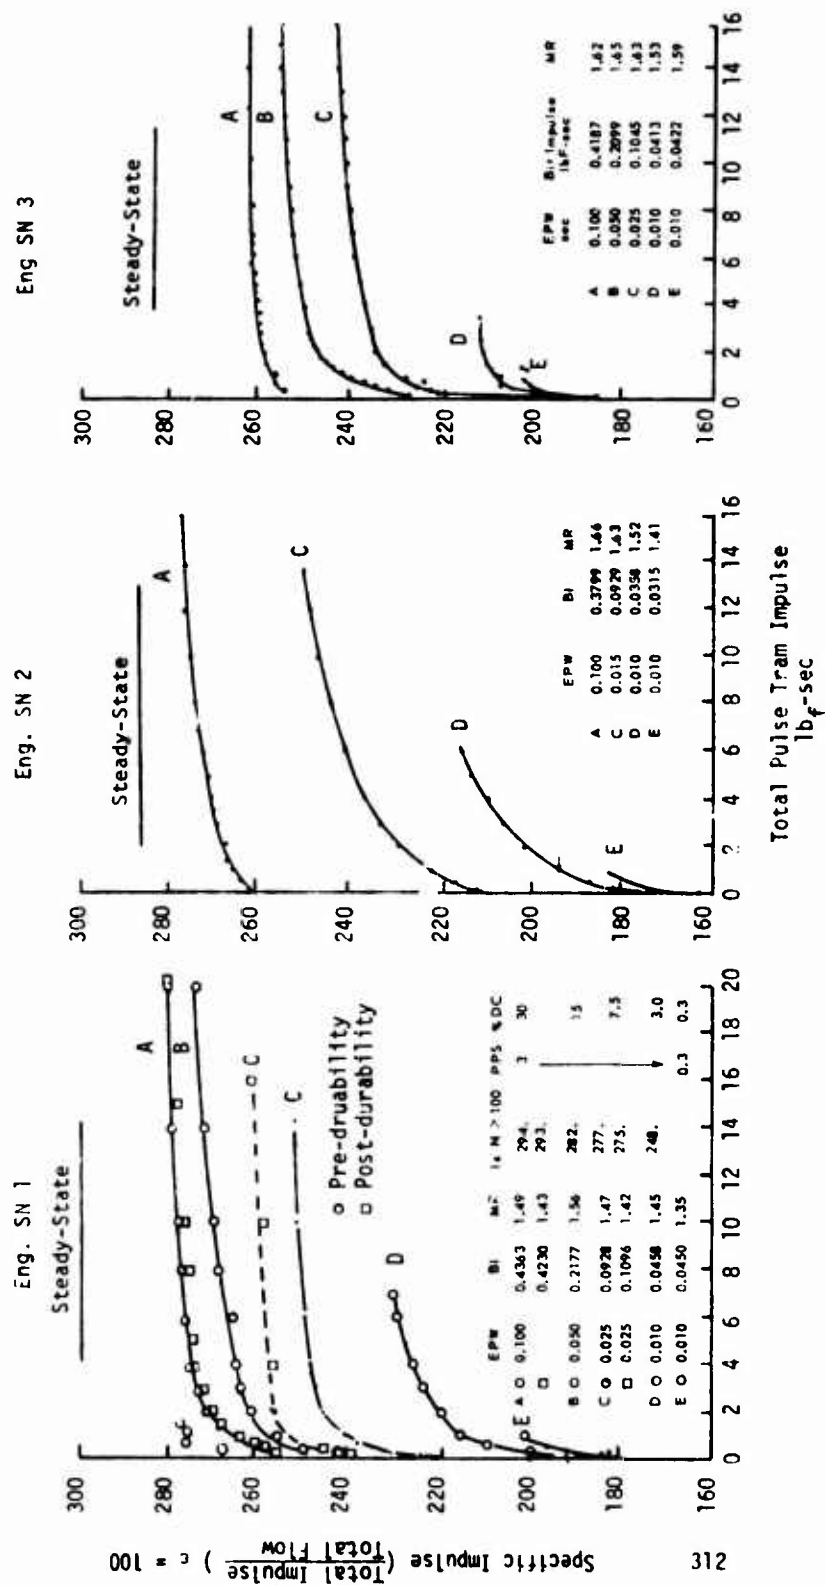 Eng. SN 1
Steady-State
300
280
260
240
220
200
180
160
A
B
C
C
D
E
○ Pre-druability
□ Post-durability
EPW BI MR Is N > 100 PPS %DC
A ○ 0.100 0.4363 1.49 294. 3 30
□ 0.4230 1.43 293.
B ○ 0.050 0.2177 1.56 282. 15
C ○ 0.025 0.0928 1.47 277. 7.5
□ 0.025 0.1096 1.42 275.
D ○ 0.010 0.0458 1.45 248. 3.0
E ○ 0.010 0.0450 1.35 0.3 0.3
0 2 4 6 8 10 12 14 16 18 20
Eng. SN 2
Steady-State
300
280
260
240
220
200
180
160
A
C
D
E
EPW BI MR
A 0.100 0.3799 1.66
C 0.015 0.0929 1.63
D 0.010 0.0358 1.52
E 0.010 0.0315 1.41
0 2 4 6 8 10 12 14 16
Eng SN 3
Steady-State
300
280
260
240
220
200
180
160
A
B
C
D
E
EPW Bit Impulse MR
sec lbF-sec
A 0.100 0.4187 1.62
B 0.050 0.2099 1.65
C 0.025 0.1045 1.63
D 0.010 0.0413 1.53
E 0.010 0.0422 1.59
0 2 4 6 8 10 12 14 16
Specific Impulse (Total Impulse / Total Flow) ε = 100
Total Pulse Tram Impulse
lbf-sec
312